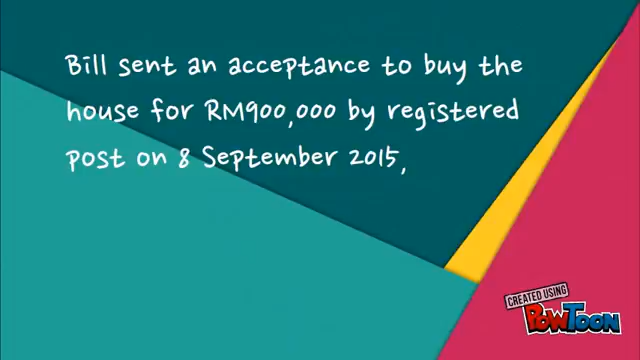 Bill sent an acceptance to buy the
house for RM900,000 by registered
post on 8 September 2015,
CREATED USING
POWTOON